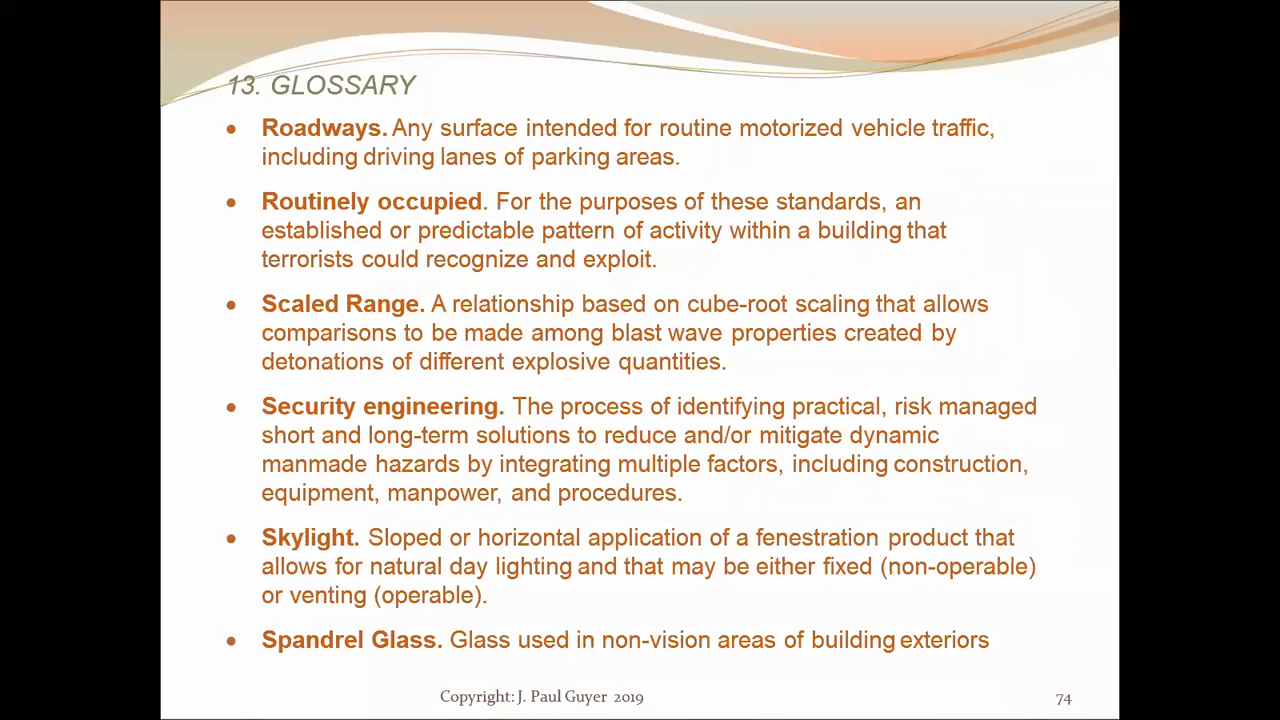 13. GLOSSARY
• Roadways. Any surface intended for routine motorized vehicle traffic,
including driving lanes of parking areas.
• Routinely occupied. For the purposes of these standards, an
established or predictable pattern of activity within a building that
terrorists could recognize and exploit.
• Scaled Range. A relationship based on cube-root scaling that allows
comparisons to be made among blast wave properties created by
detonations of different explosive quantities.
• Security engineering. The process of identifying practical, risk managed
short and long-term solutions to reduce and/or mitigate dynamic
manmade hazards by integrating multiple factors, including construction,
equipment, manpower, and procedures.
• Skylight. Sloped or horizontal application of a fenestration product that
allows for natural day lighting and that may be either fixed (non-operable)
or venting (operable).
• Spandrel Glass. Glass used in non-vision areas of building exteriors
Copyright: J. Paul Guyer 2019
74